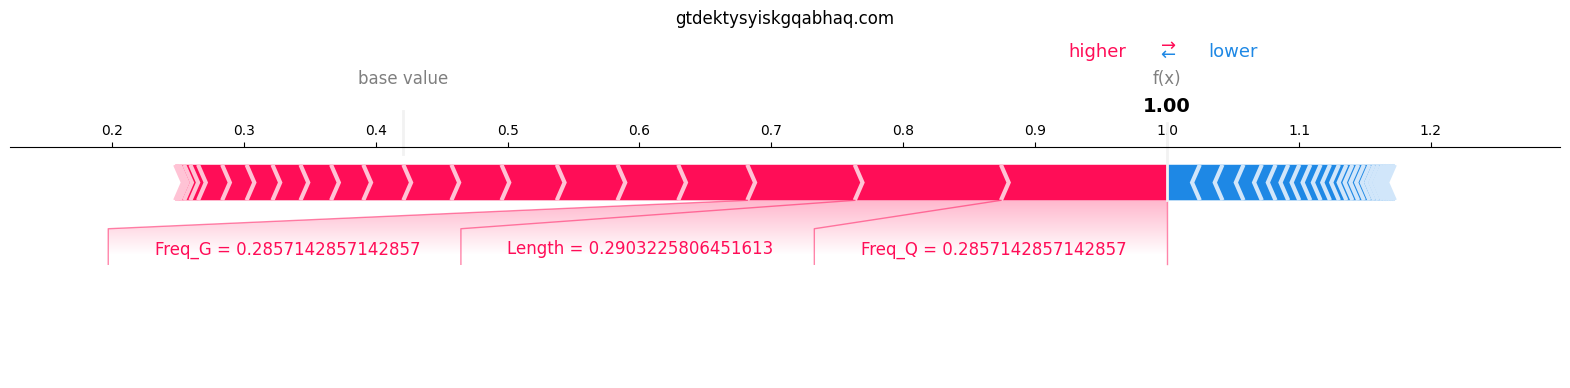 gtdektysyiskgqabhaq.com
higher ⇄ lower
base value f(x)
1.00
0.2 0.3 0.4 0.5 0.6 0.7 0.8 0.9 1.0 1.1 1.2
Freq_G = 0.2857142857142857 Length = 0.2903225806451613 Freq_Q = 0.2857142857142857